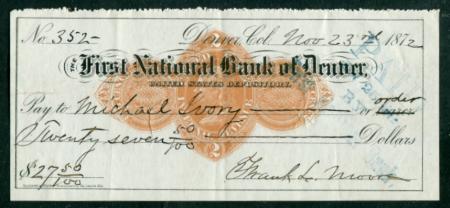 No. 352- Denver, Col. Nov. 23rd 1872
THE First National Bank of Denver,
UNITED STATES DEPOSITORY.
Pay to Michael Ivory or bearer order
Twenty seven 50/100 Dollars
$27 50/100 Frank L. Moore